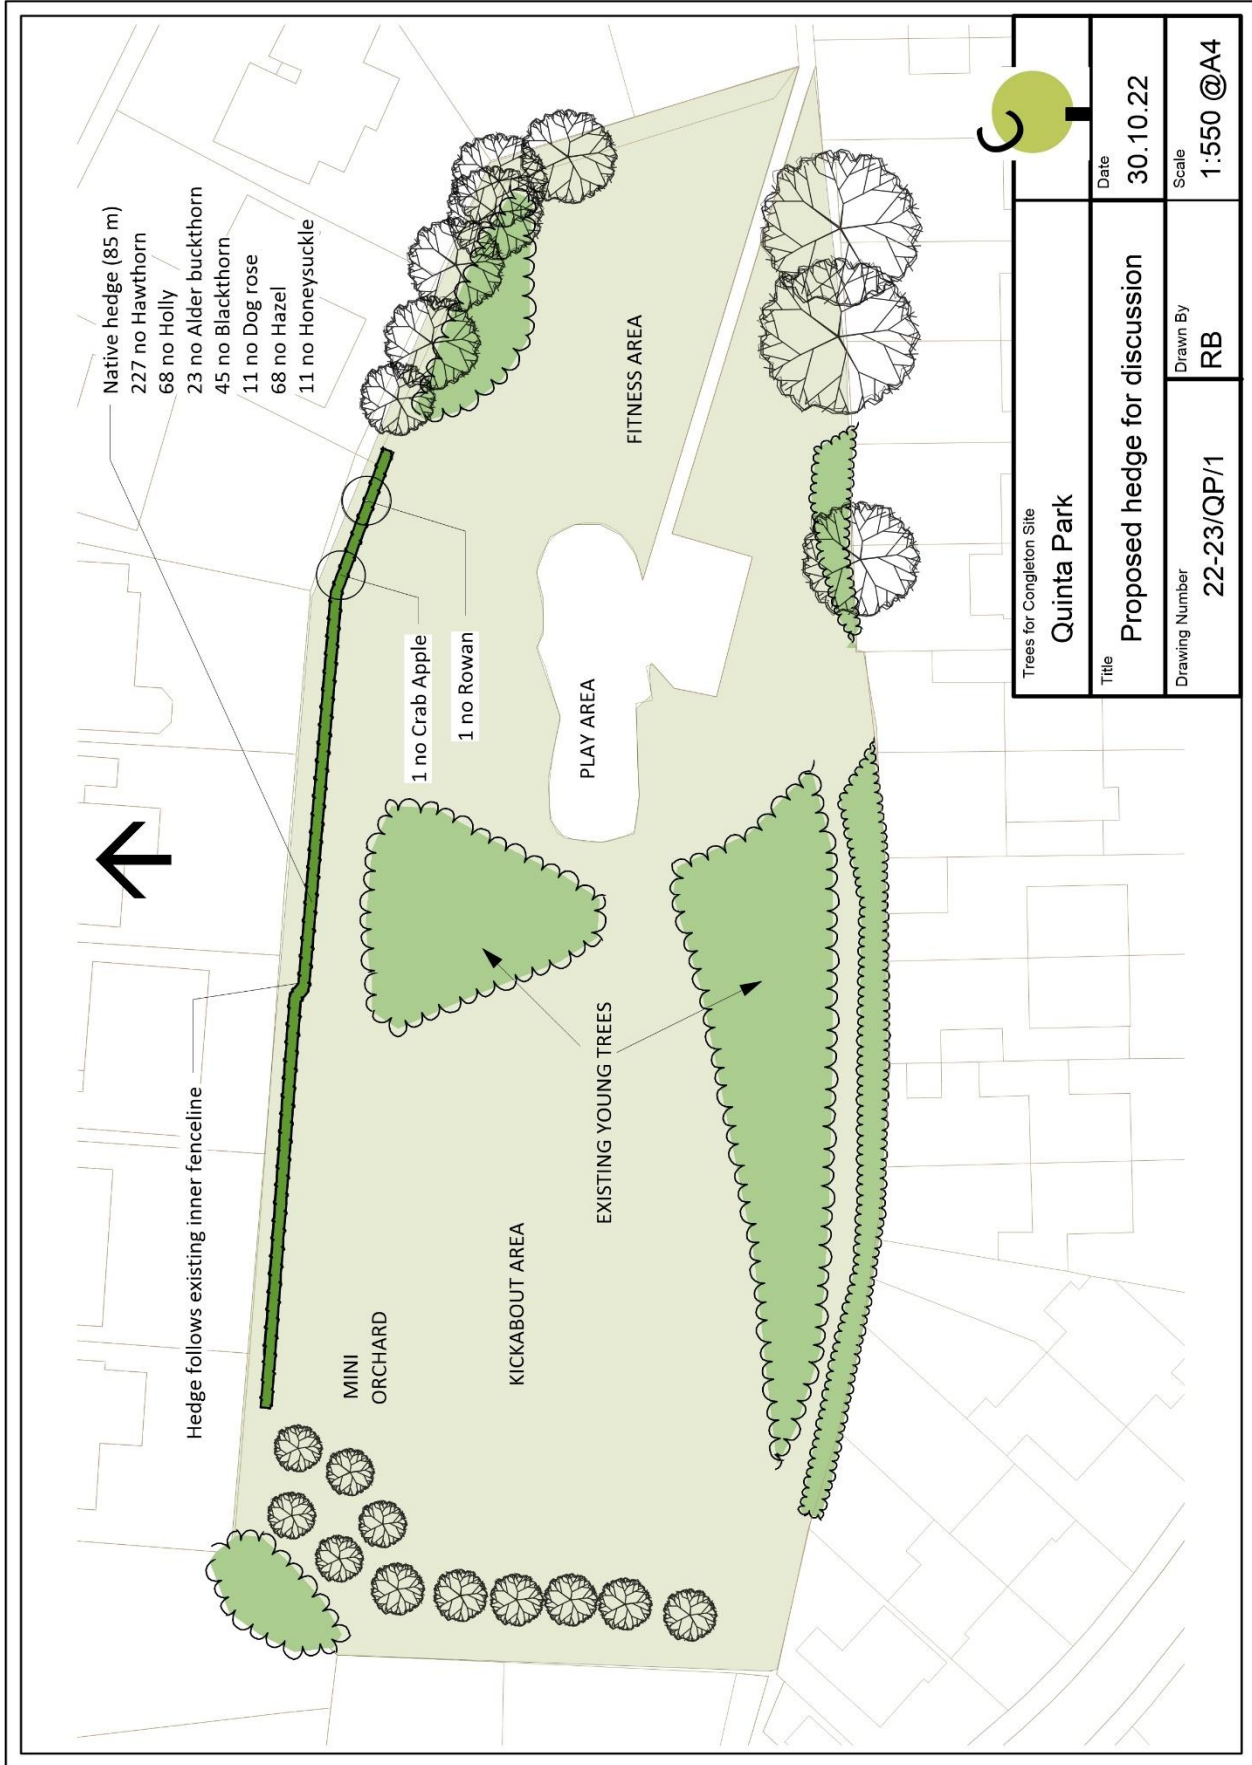 Native hedge (85 m)
227 no Hawthorn
68 no Holly
23 no Alder buckthorn
45 no Blackthorn
11 no Dog rose
68 no Hazel
11 no Honeysuckle
Hedge follows existing inner fenceline
1 no Crab Apple
1 no Rowan
MINI
ORCHARD
KICKABOUT AREA
EXISTING YOUNG TREES
PLAY AREA
FITNESS AREA
Trees for Congleton Site
Quinta Park
Title
Proposed hedge for discussion
Date
30.10.22
Drawing Number
22-23/QP/1
Drawn By
RB
Scale
1:550 @A4